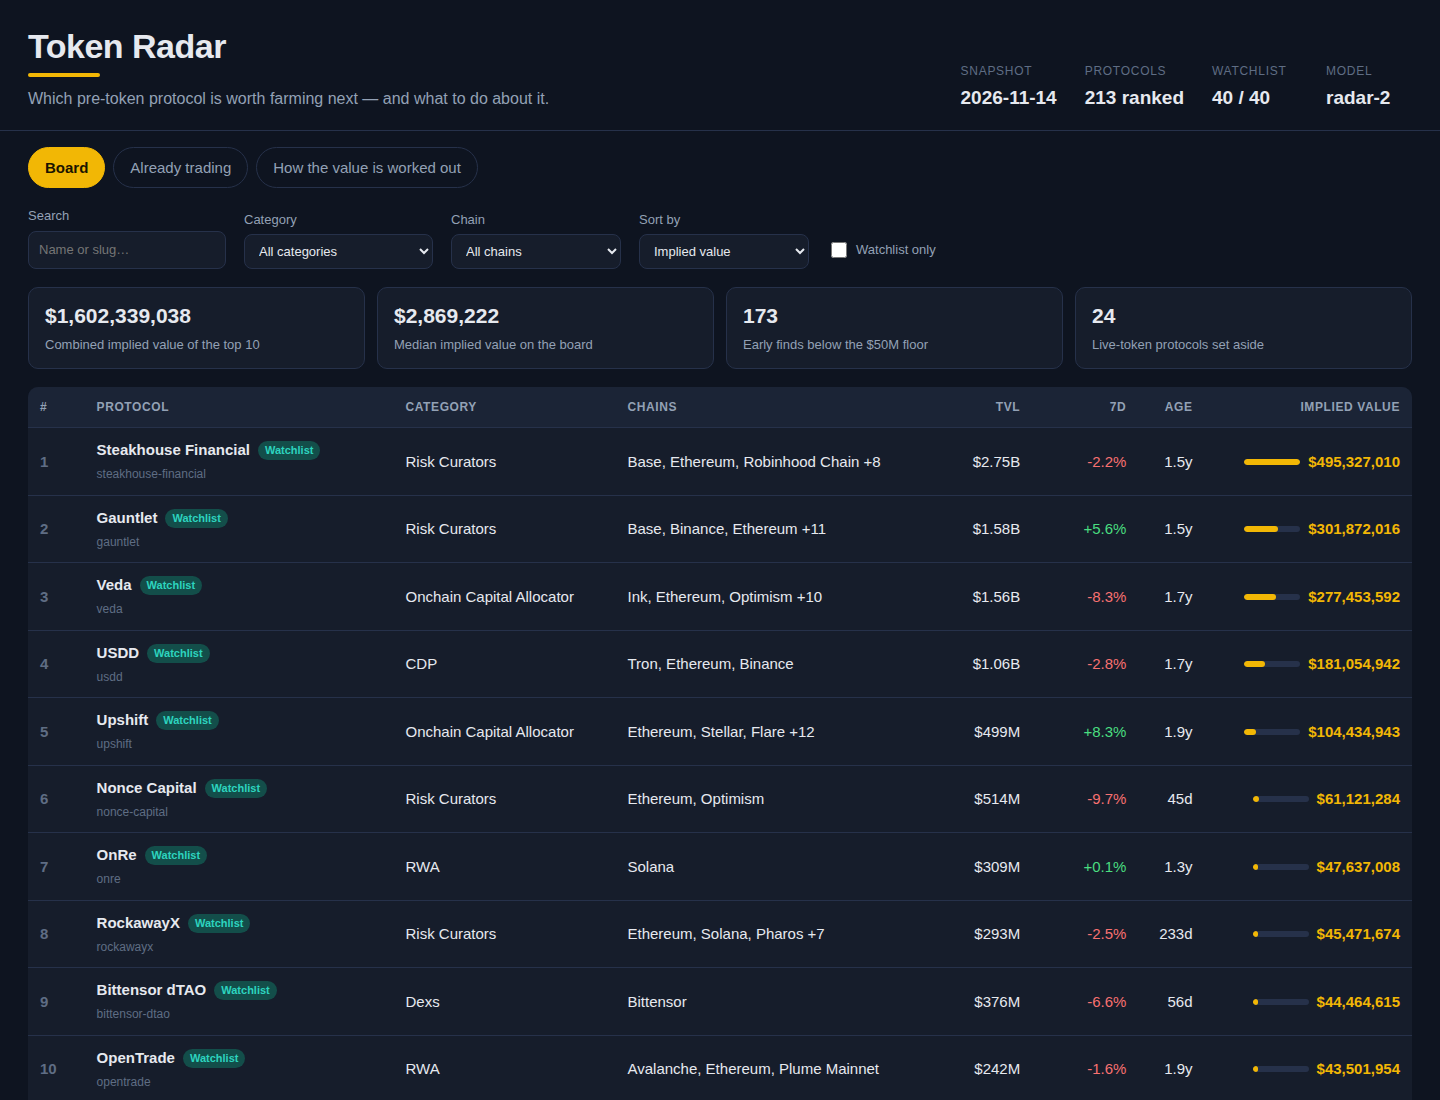 Token Radar
Which pre-token protocol is worth farming next — and what to do about it.
SNAPSHOT PROTOCOLS WATCHLIST MODEL
2026-11-14 213 ranked 40 / 40 radar-2
Board Already trading How the value is worked out
Search Category Chain Sort by
Name or slug… All categories All chains Implied value Watchlist only
$1,602,339,038 $2,869,222 173 24
Combined implied value of the top 10 Median implied value on the board Early finds below the $50M floor Live-token protocols set aside
# PROTOCOL CATEGORY CHAINS TVL 7D AGE IMPLIED VALUE
1 Steakhouse Financial Watchlist Risk Curators Base, Ethereum, Robinhood Chain +8 $2.75B -2.2% 1.5y $495,327,010
steakhouse-financial
2 Gauntlet Watchlist Risk Curators Base, Binance, Ethereum +11 $1.58B +5.6% 1.5y $301,872,016
gauntlet
3 Veda Watchlist Onchain Capital Allocator Ink, Ethereum, Optimism +10 $1.56B -8.3% 1.7y $277,453,592
veda
4 USDD Watchlist CDP Tron, Ethereum, Binance $1.06B -2.8% 1.7y $181,054,942
usdd
5 Upshift Watchlist Onchain Capital Allocator Ethereum, Stellar, Flare +12 $499M +8.3% 1.9y $104,434,943
upshift
6 Nonce Capital Watchlist Risk Curators Ethereum, Optimism $514M -9.7% 45d $61,121,284
nonce-capital
7 OnRe Watchlist RWA Solana $309M +0.1% 1.3y $47,637,008
onre
8 RockawayX Watchlist Risk Curators Ethereum, Solana, Pharos +7 $293M -2.5% 233d $45,471,674
rockawayx
9 Bittensor dTAO Watchlist Dexs Bittensor $376M -6.6% 56d $44,464,615
bittensor-dtao
10 OpenTrade Watchlist RWA Avalanche, Ethereum, Plume Mainnet $242M -1.6% 1.9y $43,501,954
opentrade